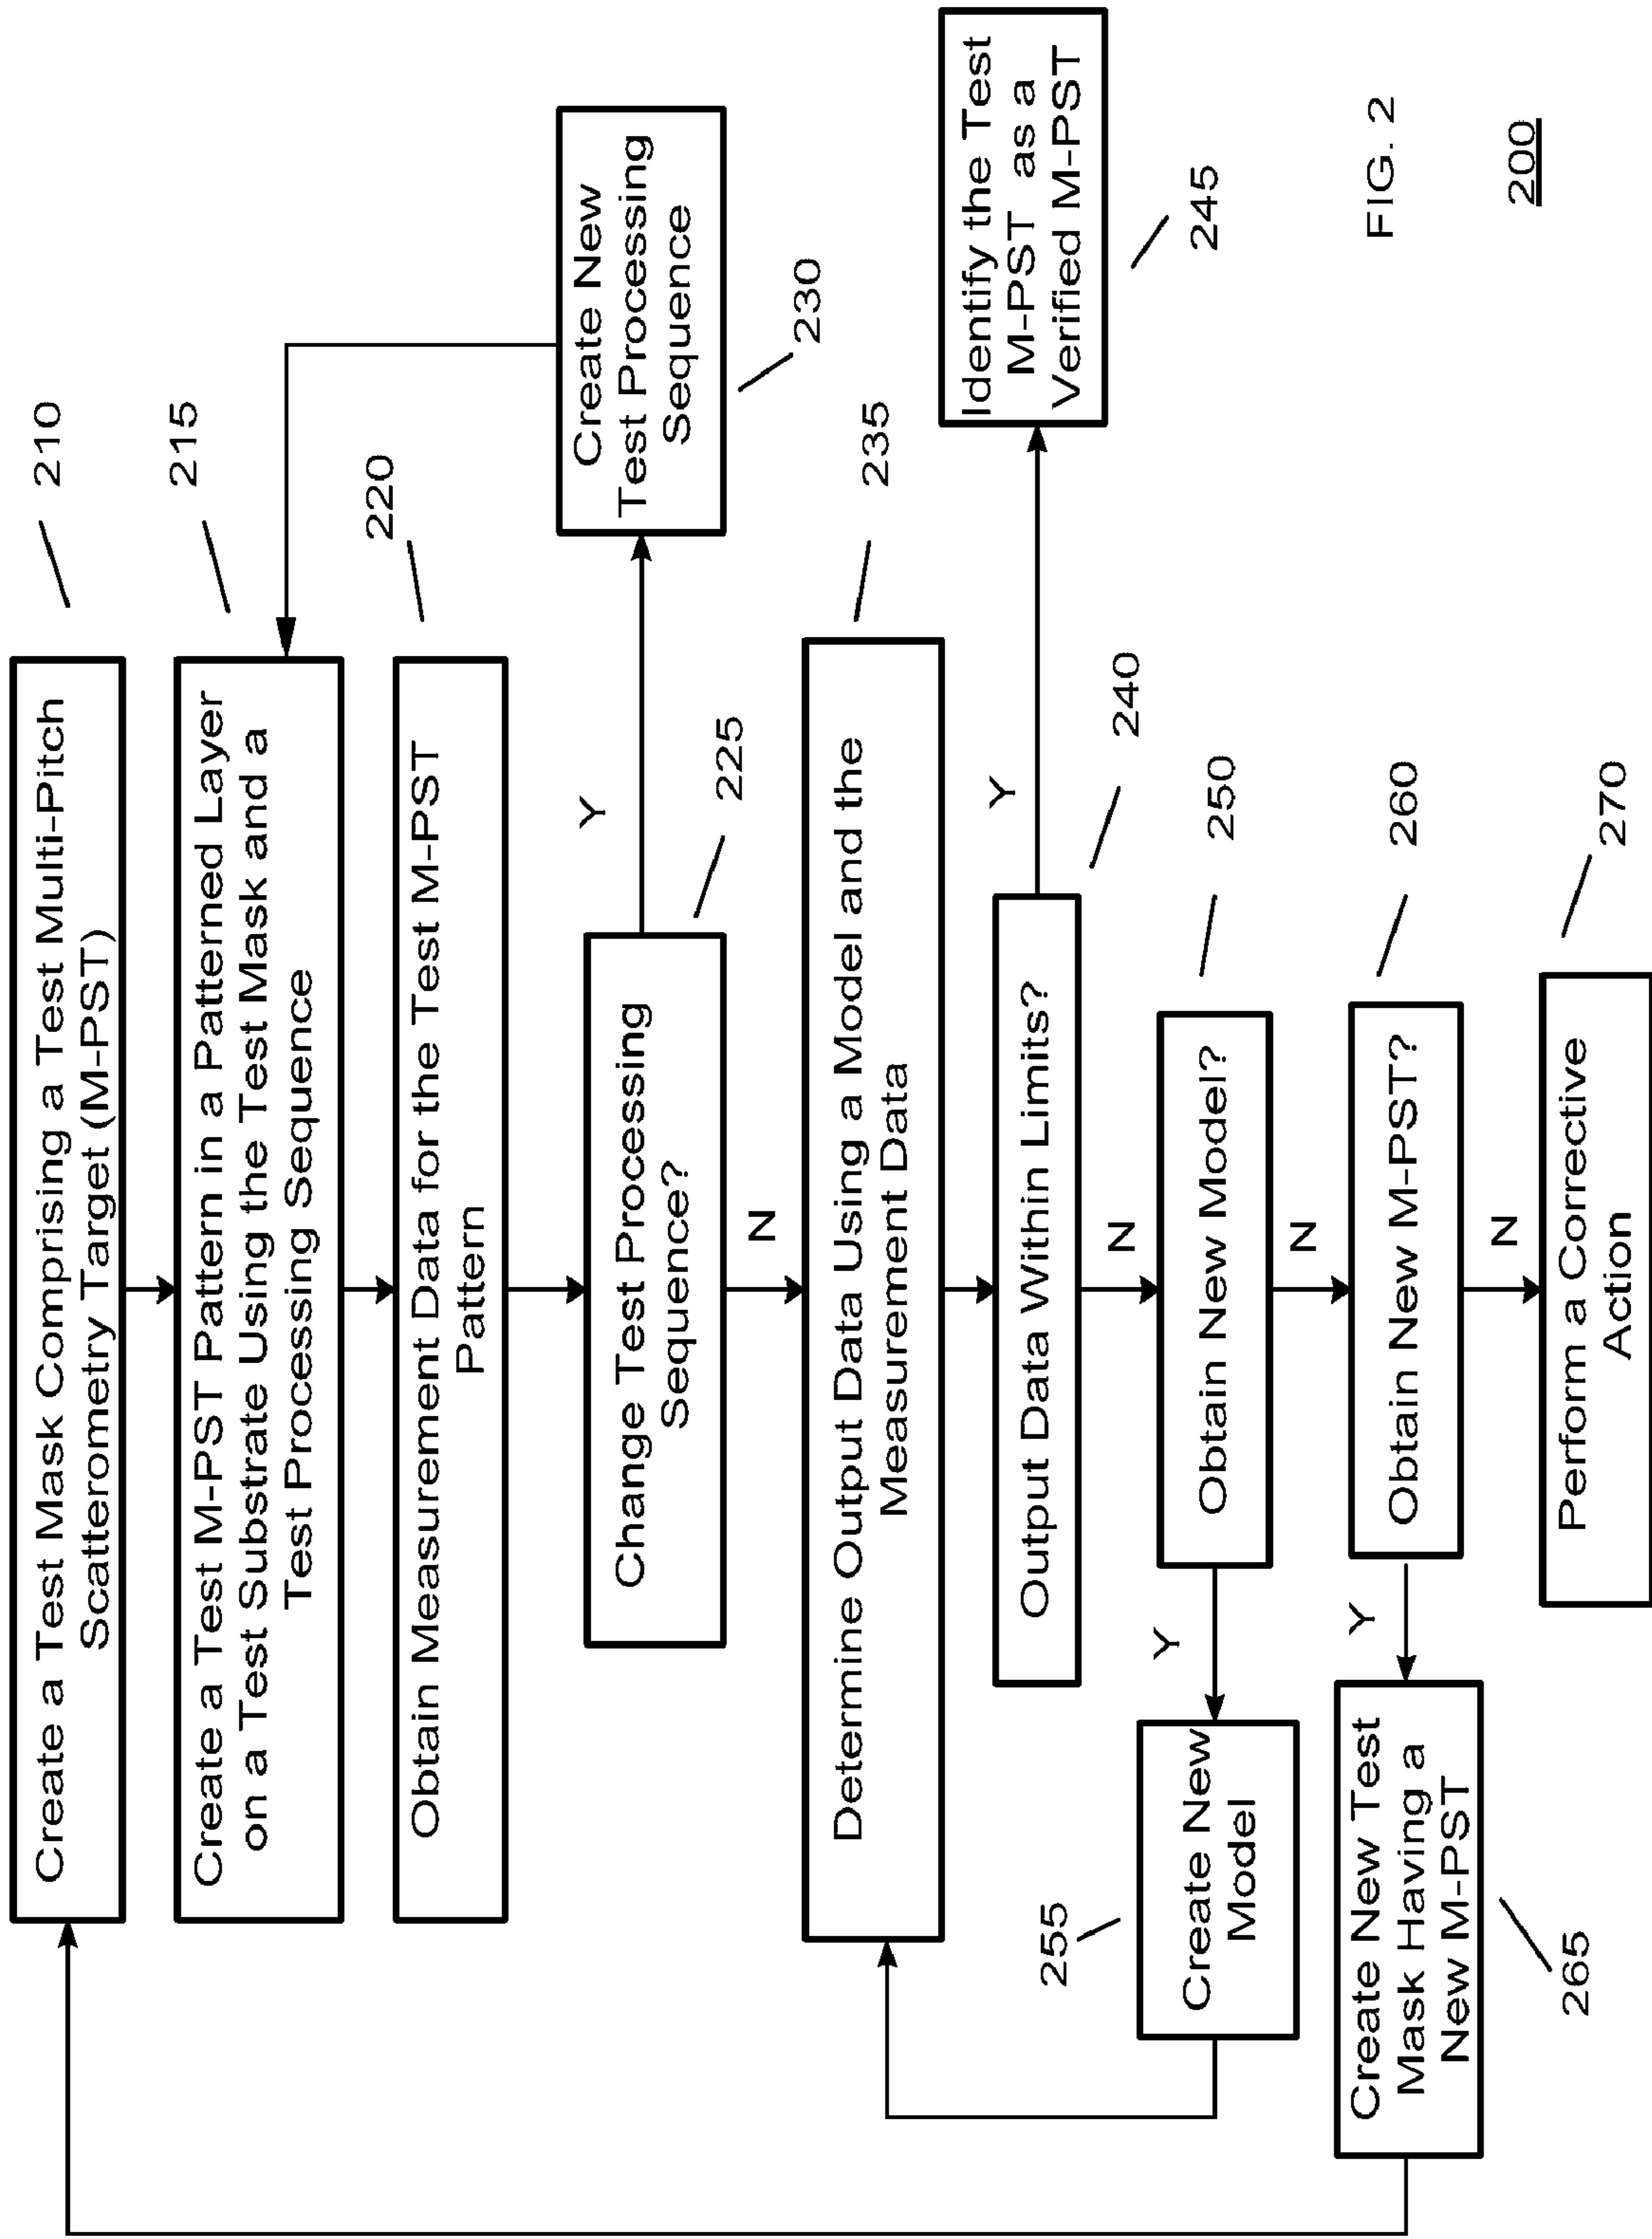 Create a Test Mask Comprising a Test Multi-Pitch
Scatterometry Target (M-PST)
210
Create a Test M-PST Pattern in a Patterned Layer
on a Test Substrate Using the Test Mask and a
Test Processing Sequence
215
Obtain Measurement Data for the Test M-PST
Pattern
220
Change Test Processing
Sequence?
225
Y
Create New
Test Processing
Sequence
230
N
Determine Output Data Using a Model and the
Measurement Data
235
Output Data Within Limits?
240
Y
Identify the Test
M-PST as a
Verified M-PST
245
N
Obtain New Model?
250
Y
Create New
Model
255
N
Obtain New M-PST?
260
Y
Create New Test
Mask Having a
New M-PST
265
N
Perform a Corrective
Action
270
FIG. 2
200